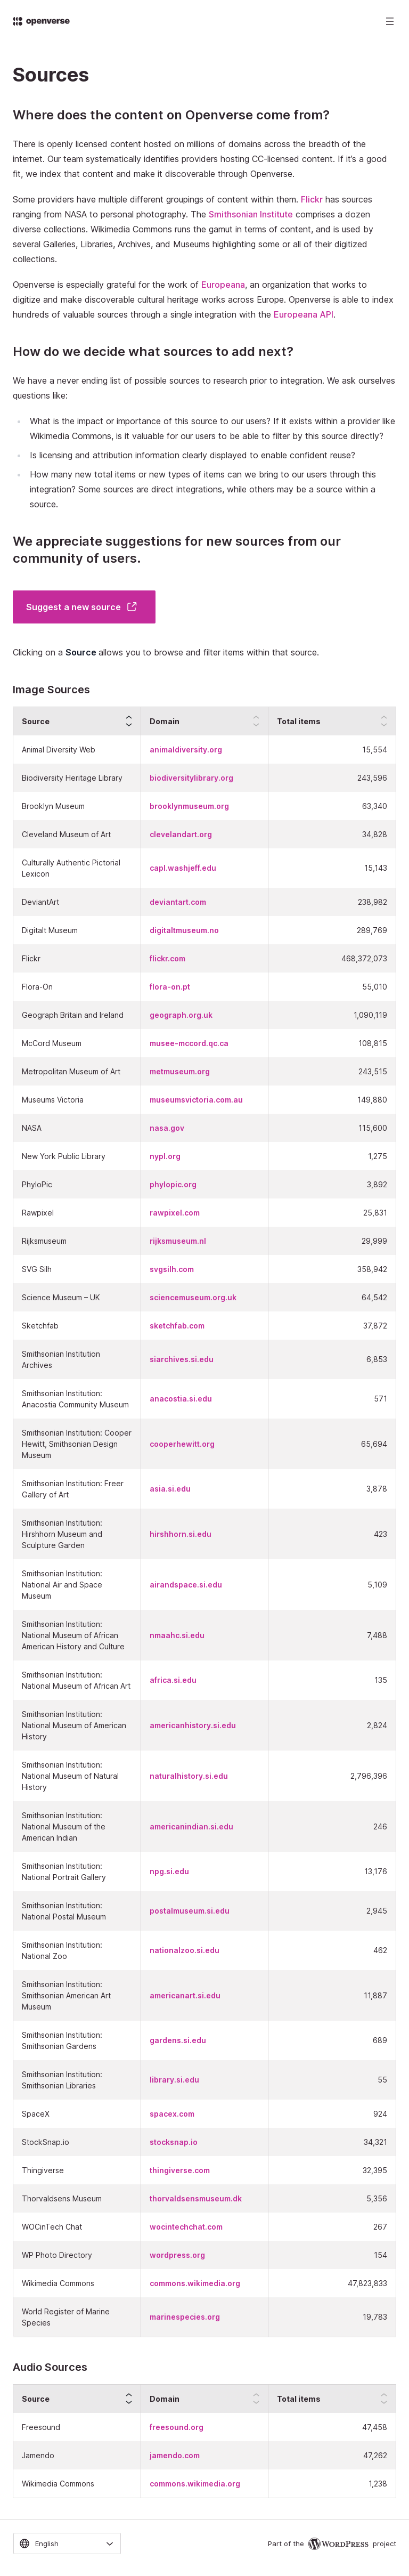 openverse
Sources
Where does the content on Openverse come from?
There is openly licensed content hosted on millions of domains across the breadth of the
internet. Our team systematically identifies providers hosting CC-licensed content. If it's a good
fit, we index that content and make it discoverable through Openverse.
Some providers have multiple different groupings of content within them. Flickr has sources
ranging from NASA to personal photography. The Smithsonian Institute comprises a dozen
diverse collections. Wikimedia Commons runs the gamut in terms of content, and is used by
several Galleries, Libraries, Archives, and Museums highlighting some or all of their digitized
collections.
Openverse is especially grateful for the work of Europeana, an organization that works to
digitize and make discoverable cultural heritage works across Europe. Openverse is able to index
hundreds of valuable sources through a single integration with the Europeana API.
How do we decide what sources to add next?
We have a never ending list of possible sources to research prior to integration. We ask ourselves
questions like:
What is the impact or importance of this source to our users? If it exists within a provider like
Wikimedia Commons, is it valuable for our users to be able to filter by this source directly?
Is licensing and attribution information clearly displayed to enable confident reuse?
How many new total items or new types of items can we bring to our users through this
integration? Some sources are direct integrations, while others may be a source within a
source.
We appreciate suggestions for new sources from our
community of users.
Suggest a new source
Clicking on a Source allows you to browse and filter items within that source.
Image Sources
Source Domain Total items
Animal Diversity Web animaldiversity.org 15,554
Biodiversity Heritage Library biodiversitylibrary.org 243,596
Brooklyn Museum brooklynmuseum.org 63,340
Cleveland Museum of Art clevelandart.org 34,828
Culturally Authentic Pictorial
Lexicon capl.washjeff.edu 15,143
DeviantArt deviantart.com 238,982
Digitalt Museum digitaltmuseum.no 289,769
Flickr flickr.com 468,372,073
Flora-On flora-on.pt 55,010
Geograph Britain and Ireland geograph.org.uk 1,090,119
McCord Museum musee-mccord.qc.ca 108,815
Metropolitan Museum of Art metmuseum.org 243,515
Museums Victoria museumsvictoria.com.au 149,880
NASA nasa.gov 115,600
New York Public Library nypl.org 1,275
PhyloPic phylopic.org 3,892
Rawpixel rawpixel.com 25,831
Rijksmuseum rijksmuseum.nl 29,999
SVG Silh svgsilh.com 358,942
Science Museum – UK sciencemuseum.org.uk 64,542
Sketchfab sketchfab.com 37,872
Smithsonian Institution
Archives siarchives.si.edu 6,853
Smithsonian Institution:
Anacostia Community Museum anacostia.si.edu 571
Smithsonian Institution: Cooper
Hewitt, Smithsonian Design cooperhewitt.org 65,694
Museum
Smithsonian Institution: Freer
Gallery of Art asia.si.edu 3,878
Smithsonian Institution:
Hirshhorn Museum and hirshhorn.si.edu 423
Sculpture Garden
Smithsonian Institution:
National Air and Space airandspace.si.edu 5,109
Museum
Smithsonian Institution:
National Museum of African nmaahc.si.edu 7,488
American History and Culture
Smithsonian Institution:
National Museum of African Art africa.si.edu 135
Smithsonian Institution:
National Museum of American americanhistory.si.edu 2,824
History
Smithsonian Institution:
National Museum of Natural naturalhistory.si.edu 2,796,396
History
Smithsonian Institution:
National Museum of the americanindian.si.edu 246
American Indian
Smithsonian Institution:
National Portrait Gallery npg.si.edu 13,176
Smithsonian Institution:
National Postal Museum postalmuseum.si.edu 2,945
Smithsonian Institution:
National Zoo nationalzoo.si.edu 462
Smithsonian Institution:
Smithsonian American Art americanart.si.edu 11,887
Museum
Smithsonian Institution:
Smithsonian Gardens gardens.si.edu 689
Smithsonian Institution:
Smithsonian Libraries library.si.edu 55
SpaceX spacex.com 924
StockSnap.io stocksnap.io 34,321
Thingiverse thingiverse.com 32,395
Thorvaldsens Museum thorvaldsensmuseum.dk 5,356
WOCinTech Chat wocintechchat.com 267
WP Photo Directory wordpress.org 154
Wikimedia Commons commons.wikimedia.org 47,823,833
World Register of Marine
Species marinespecies.org 19,783
Audio Sources
Source Domain Total items
Freesound freesound.org 47,458
Jamendo jamendo.com 47,262
Wikimedia Commons commons.wikimedia.org 1,238
English Part of the WORDPRESS project